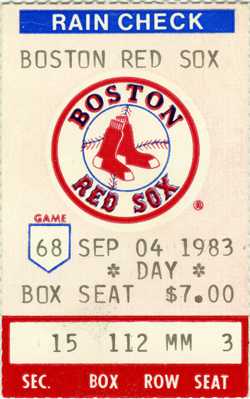 RAIN CHECK
BOSTON RED SOX
BOSTON
RED SOX
®
GAME
68 SEP 04 1983
* DAY *
BOX SEAT $7.00
15 112 MM 3
SEC. BOX ROW SEAT